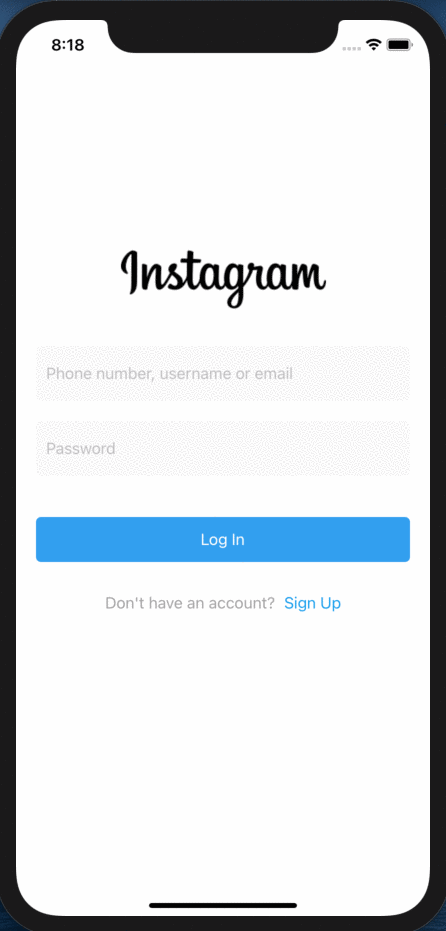 8:18
Instagram
Phone number, username or email
Password
Log In
Don't have an account? Sign Up